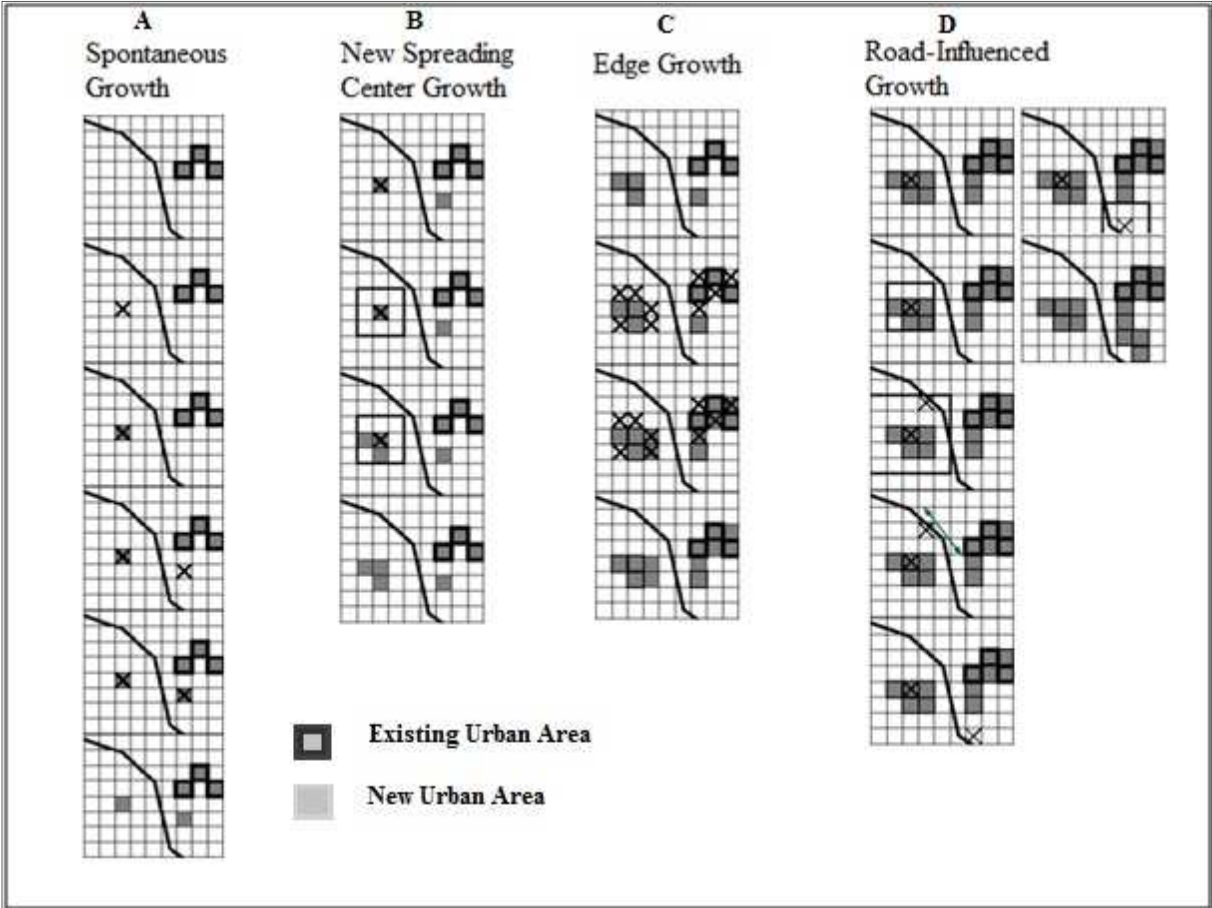 A
Spontaneous
Growth
B
New Spreading
Center Growth
C
Edge Growth
D
Road-Influenced
Growth
Existing Urban Area
New Urban Area